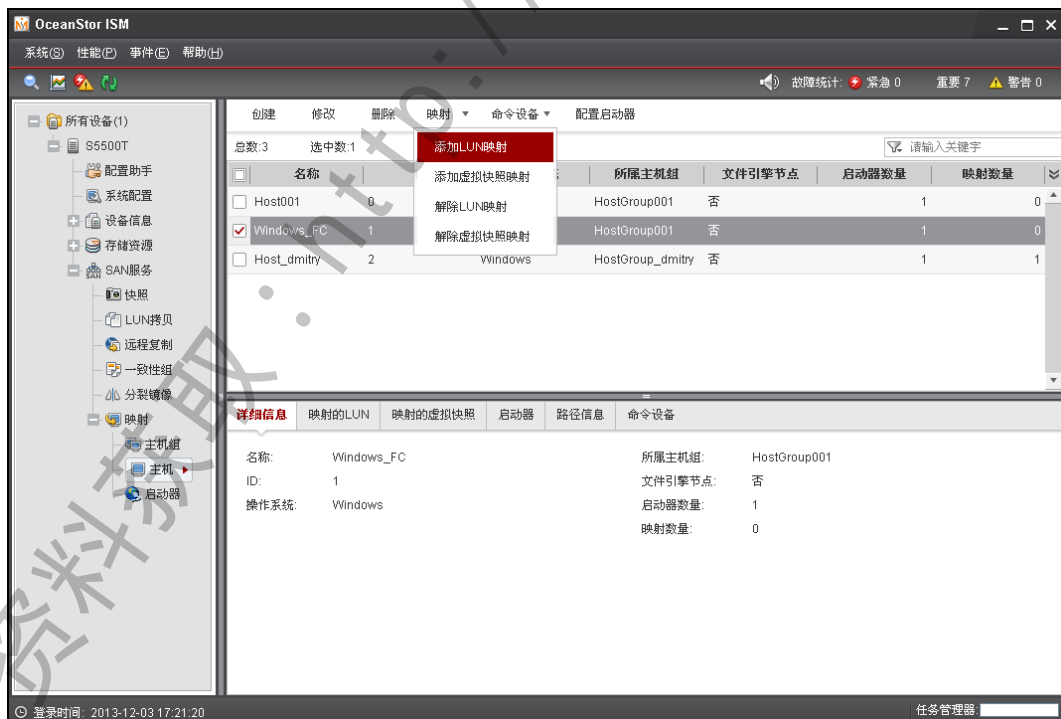 OceanStor ISM
系统(S) 性能(P) 事件(E) 帮助(H)
故障统计: 紧急 0 重要 7 警告 0
所有设备(1)
S5500T
配置助手
系统配置
设备信息
存储资源
SAN服务
快照
LUN拷贝
远程复制
一致性组
分裂镜像
映射
主机组
主机
启动器
创建 修改 删除 映射 命令设备 配置启动器
总数:3 选中数:1 请输入关键字
添加LUN映射
添加虚拟快照映射
解除LUN映射
解除虚拟快照映射
名称 所属主机组 文件引擎节点 启动器数量 映射数量
Host001 0 HostGroup001 否 1 0
Windows_FC 1 HostGroup001 否 1 0
Host_dmitry 2 Windows HostGroup_dmitry 否 1 1
详细信息 映射的LUN 映射的虚拟快照 启动器 路径信息 命令设备
名称: Windows_FC 所属主机组: HostGroup001
ID: 1 文件引擎节点: 否
操作系统: Windows 启动器数量: 1
映射数量: 0
登录时间: 2013-12-03 17:21:20 任务管理器:
资料获取: http:/